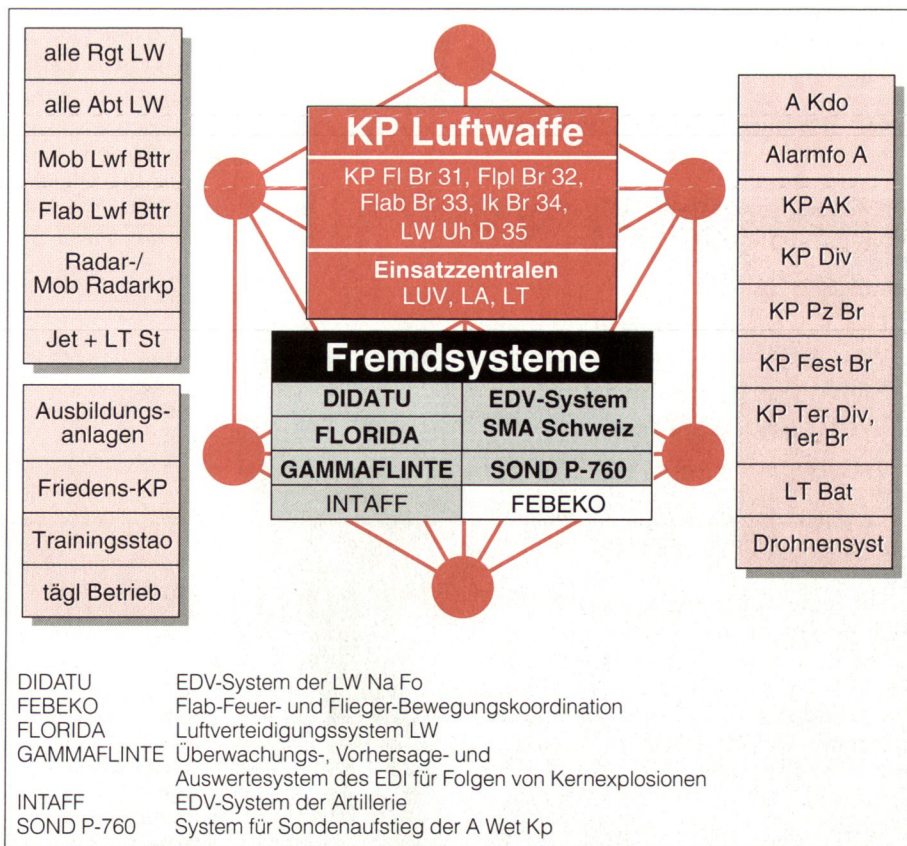 alle Rgt LW
alle Abt LW
Mob Lwf Bttr
Flab Lwf Bttr
Radar-/
Mob Radarkp
Jet + LT St
Ausbildungs-
anlagen
Friedens-KP
Trainingsstao
tägl Betrieb
KP Luftwaffe
KP Fl Br 31, Flpl Br 32,
Flab Br 33, Ik Br 34,
LW Uh D 35
Einsatzzentralen
LUV, LA, LT
Fremdsysteme
DIDATU
FLORIDA
GAMMAFLINTE
INTAFF
EDV-System
SMA Schweiz
SOND P-760
FEBEKO
A Kdo
Alarmfo A
KP AK
KP Div
KP Pz Br
KP Fest Br
KP Ter Div,
Ter Br
LT Bat
Drohnensyst
DIDATU EDV-System der LW Na Fo
FEBEKO Flab-Feuer- und Flieger-Bewegungskoordination
FLORIDA Luftverteidigungssystem LW
GAMMAFLINTE Überwachungs-, Vorhersage- und
Auswertesystem des EDI für Folgen von Kernexplosionen
INTAFF EDV-System der Artillerie
SOND P-760 System für Sondenaufstieg der A Wet Kp